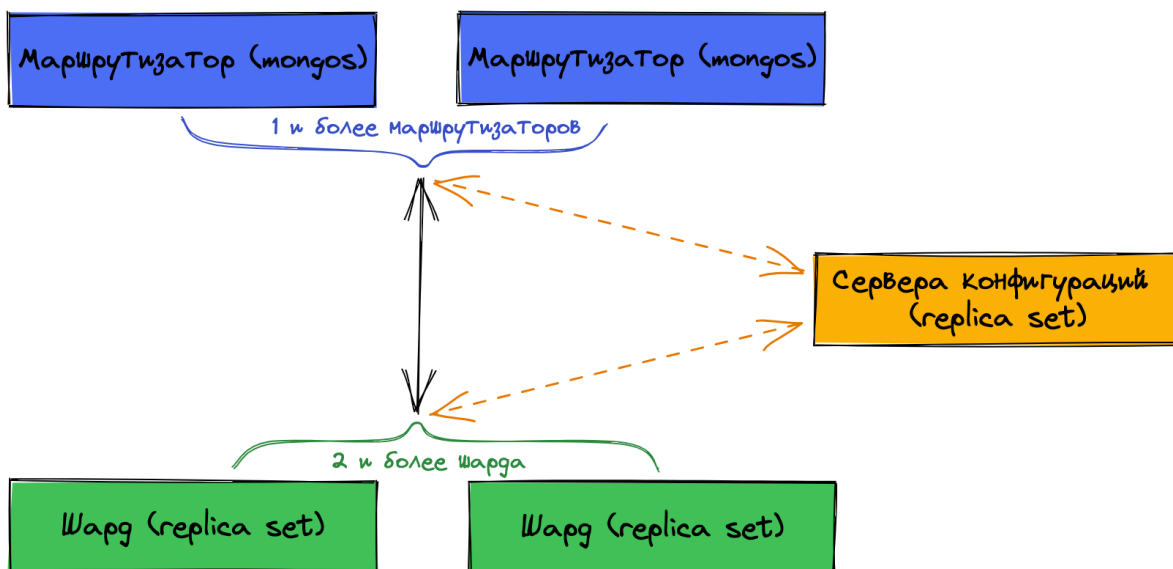 Маршрутизатор (mongos)
Маршрутизатор (mongos)
1 и более маршрутизаторов
Сервера конфигураций
(replica set)
2 и более шарда
Шард (replica set)
Шард (replica set)